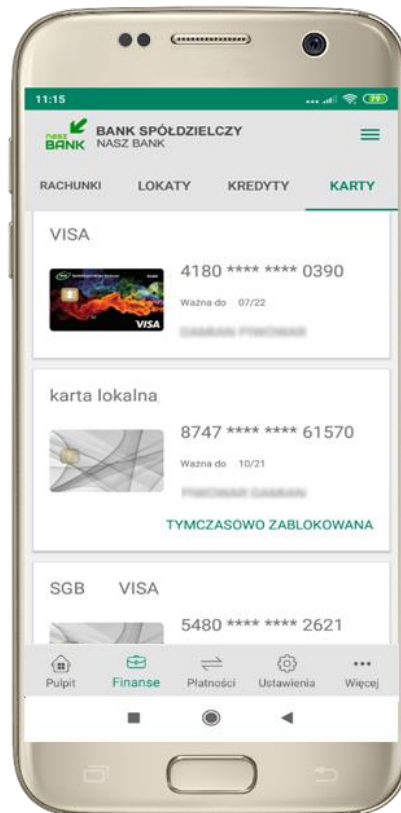 11:15
79
nasz BANK
BANK SPÓŁDZIELCZY
NASZ BANK
RACHUNKI LOKATY KREDYTY KARTY
VISA
4180 **** **** 0390
Ważna do 07/22
VISA
karta lokalna
8747 **** **** 61570
Ważna do 10/21
TYMCZASOWO ZABLOKOWANA
SGB VISA
5480 **** **** 2621
Pulpit Finanse Płatności Ustawienia Więcej